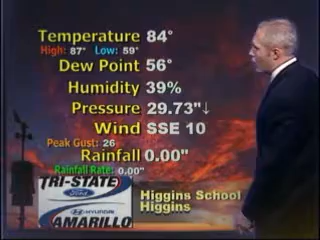 Temperature 84°
High: 87° Low: 59°
Dew Point 56°
Humidity 39%
Pressure 29.73"↓
Wind SSE 10
Peak Gust: 26
Rainfall 0.00"
Rainfall Rate: 0.00"
TRI-STATE
Ford
HYUNDAI
AMARILLO
Higgins School
Higgins